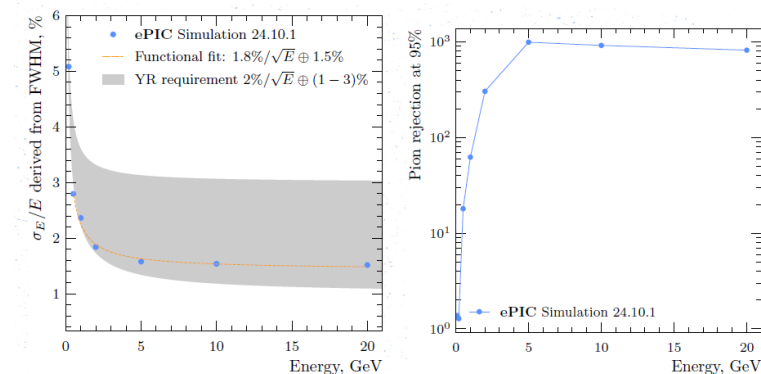 σ_E/E derived from FWHM, %
6
5
4
3
2
1
ePIC Simulation 24.10.1
Functional fit: 1.8%/√E ⊕ 1.5%
YR requirement 2%/√E ⊕ (1 − 3)%
0 5 10 15 20
Energy, GeV
Pion rejection at 95%
10³
10²
10¹
10⁰
ePIC Simulation 24.10.1
0 5 10 15 20
Energy, GeV